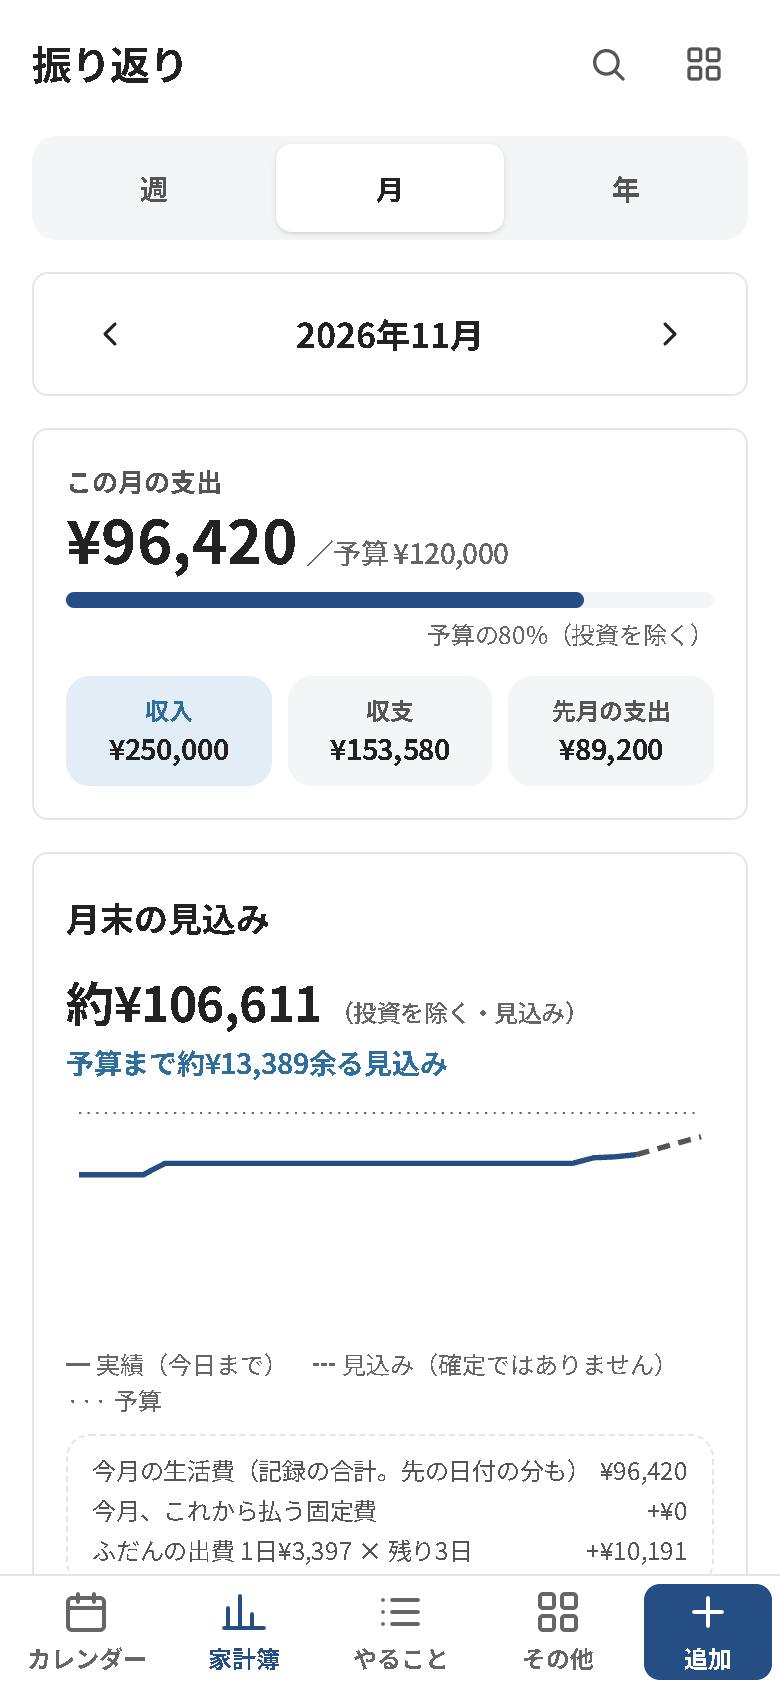 振り返り
週 月 年
2026年11月
この月の支出
¥96,420 ／予算 ¥120,000
予算の80%（投資を除く）
収入 収支 先月の支出
¥250,000 ¥153,580 ¥89,200
月末の見込み
約¥106,611 （投資を除く・見込み）
予算まで約¥13,389余る見込み
— 実績（今日まで） --- 見込み（確定ではありません）
··· 予算
今月の生活費（記録の合計。先の日付の分も） ¥96,420
今月、これから払う固定費 +¥0
ふだんの出費 1日¥3,397 × 残り3日 +¥10,191
カレンダー 家計簿 やること その他 追加